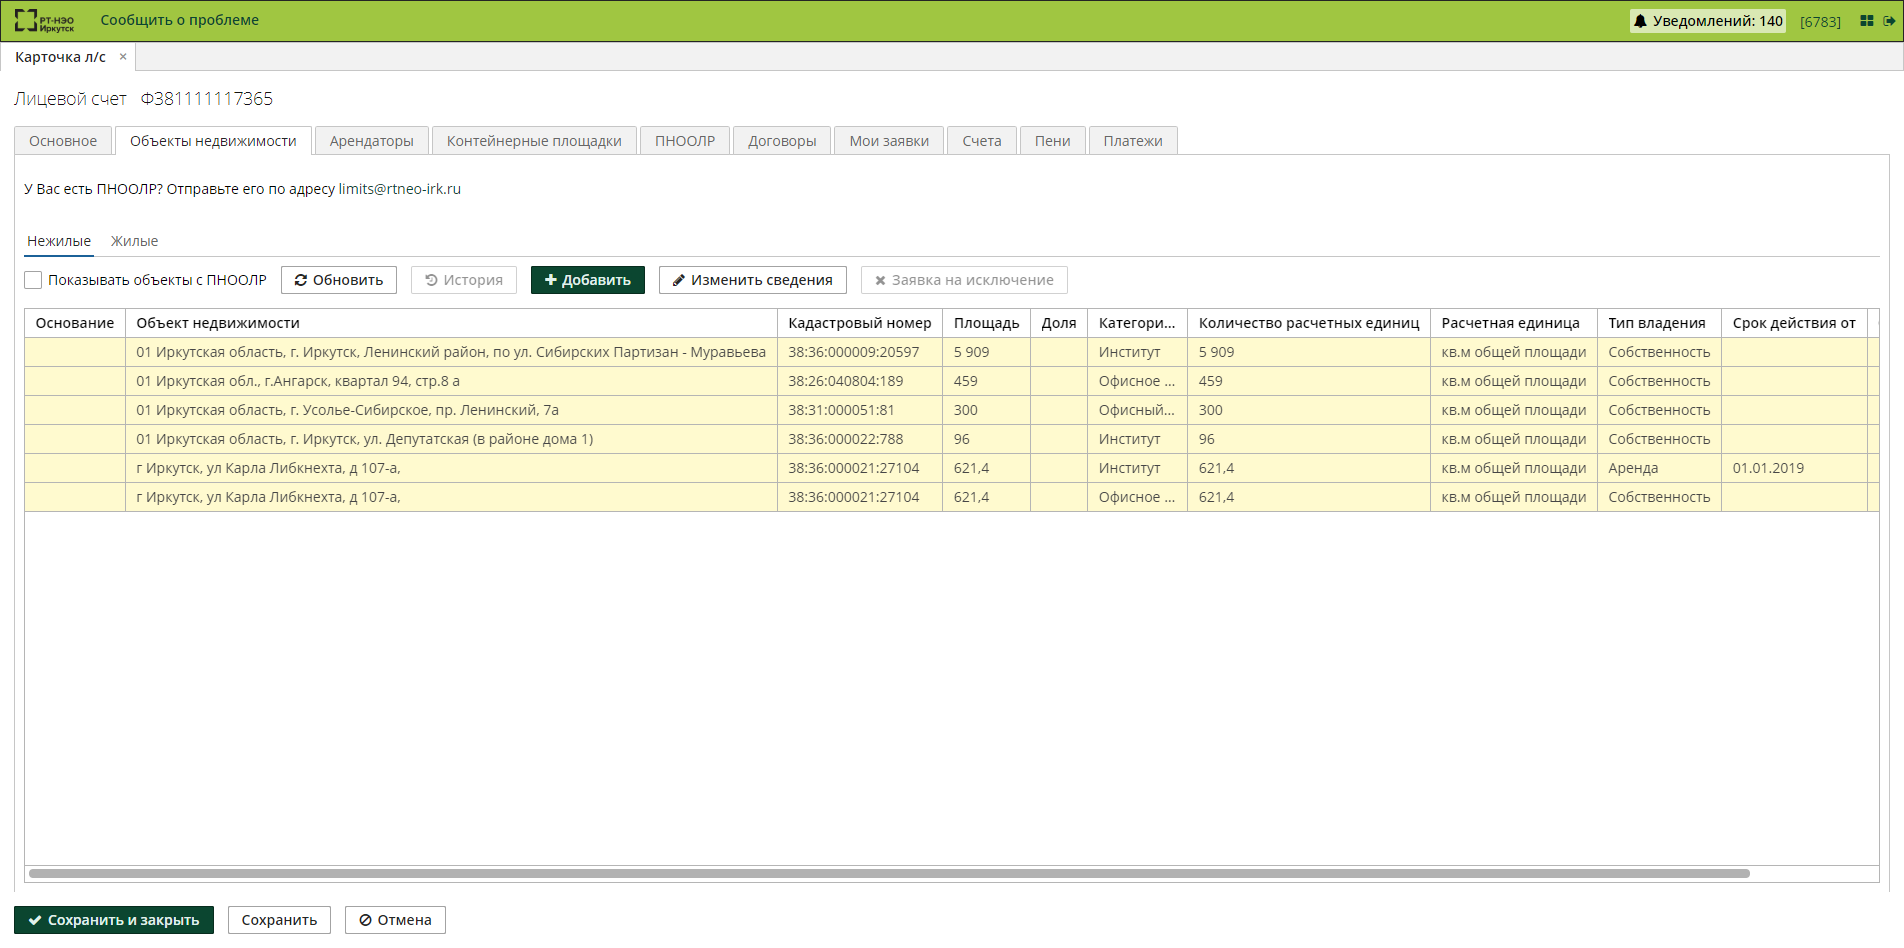 РТ-НЭО Иркутск Сообщить о проблеме Уведомлений: 140 [6783]
Карточка л/с ×
Лицевой счет Ф381111117365
Основное Объекты недвижимости Арендаторы Контейнерные площадки ПНООЛР Договоры Мои заявки Счета Пени Платежи
У Вас есть ПНООЛР? Отправьте его по адресу limits@rtneo-irk.ru
Нежилые Жилые
Показывать объекты с ПНООЛР Обновить История Добавить Изменить сведения Заявка на исключение
Основание Объект недвижимости Кадастровый номер Площадь Доля Категори... Количество расчетных единиц Расчетная единица Тип владения Срок действия от
01 Иркутская область, г. Иркутск, Ленинский район, по ул. Сибирских Партизан - Муравьева 38:36:000009:20597 5 909 Институт 5 909 кв.м общей площади Собственность
01 Иркутская обл., г.Ангарск, квартал 94, стр.8 а 38:26:040804:189 459 Офисное ... 459 кв.м общей площади Собственность
01 Иркутская область, г. Усолье-Сибирское, пр. Ленинский, 7а 38:31:000051:81 300 Офисный... 300 кв.м общей площади Собственность
01 Иркутская область, г. Иркутск, ул. Депутатская (в районе дома 1) 38:36:000022:788 96 Институт 96 кв.м общей площади Собственность
г Иркутск, ул Карла Либкнехта, д 107-а, 38:36:000021:27104 621,4 Институт 621,4 кв.м общей площади Аренда 01.01.2019
г Иркутск, ул Карла Либкнехта, д 107-а, 38:36:000021:27104 621,4 Офисное ... 621,4 кв.м общей площади Собственность
Сохранить и закрыть Сохранить Отмена